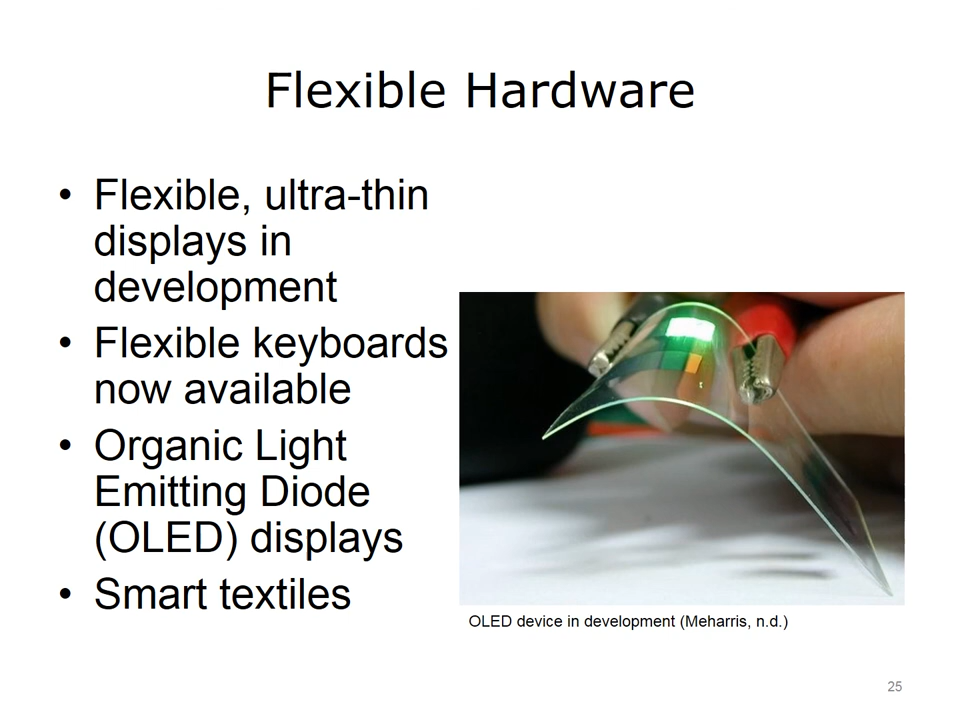 Flexible Hardware
• Flexible, ultra-thin
displays in
development
• Flexible keyboards
now available
• Organic Light
Emitting Diode
(OLED) displays
• Smart textiles
OLED device in development (Meharris, n.d.)
25